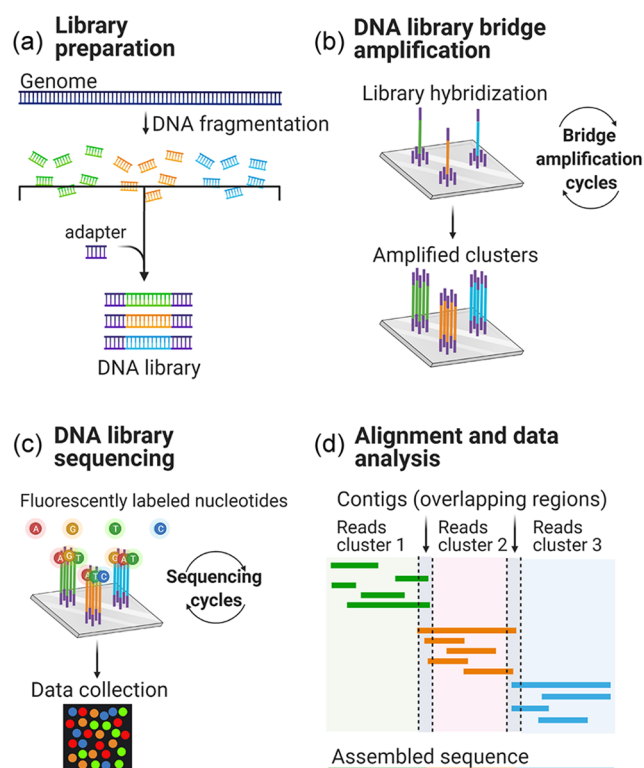 (a) Library
preparation
Genome
DNA fragmentation
adapter
DNA library
(b) DNA library bridge
amplification
Library hybridization
Bridge
amplification
cycles
Amplified clusters
(c) DNA library
sequencing
Fluorescently labeled nucleotides
A G T C
A G T G A T
A T C
Sequencing
cycles
Data collection
(d) Alignment and data
analysis
Contigs (overlapping regions)
Reads Reads Reads
cluster 1 cluster 2 cluster 3
Assembled sequence